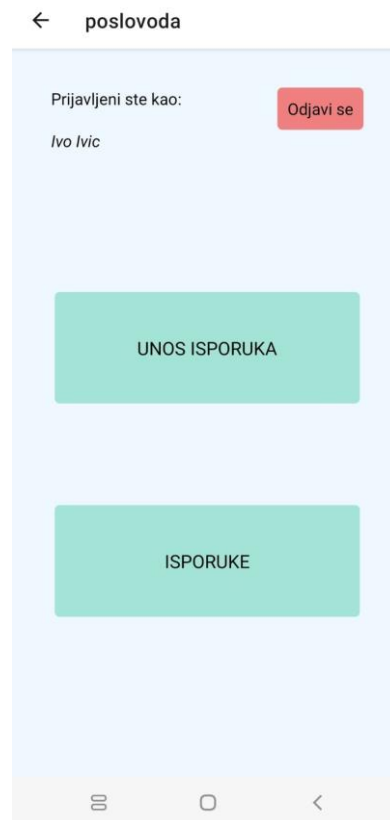 poslovoda
Prijavljeni ste kao:
Odjavi se
Ivo Ivic
UNOS ISPORUKA
ISPORUKE